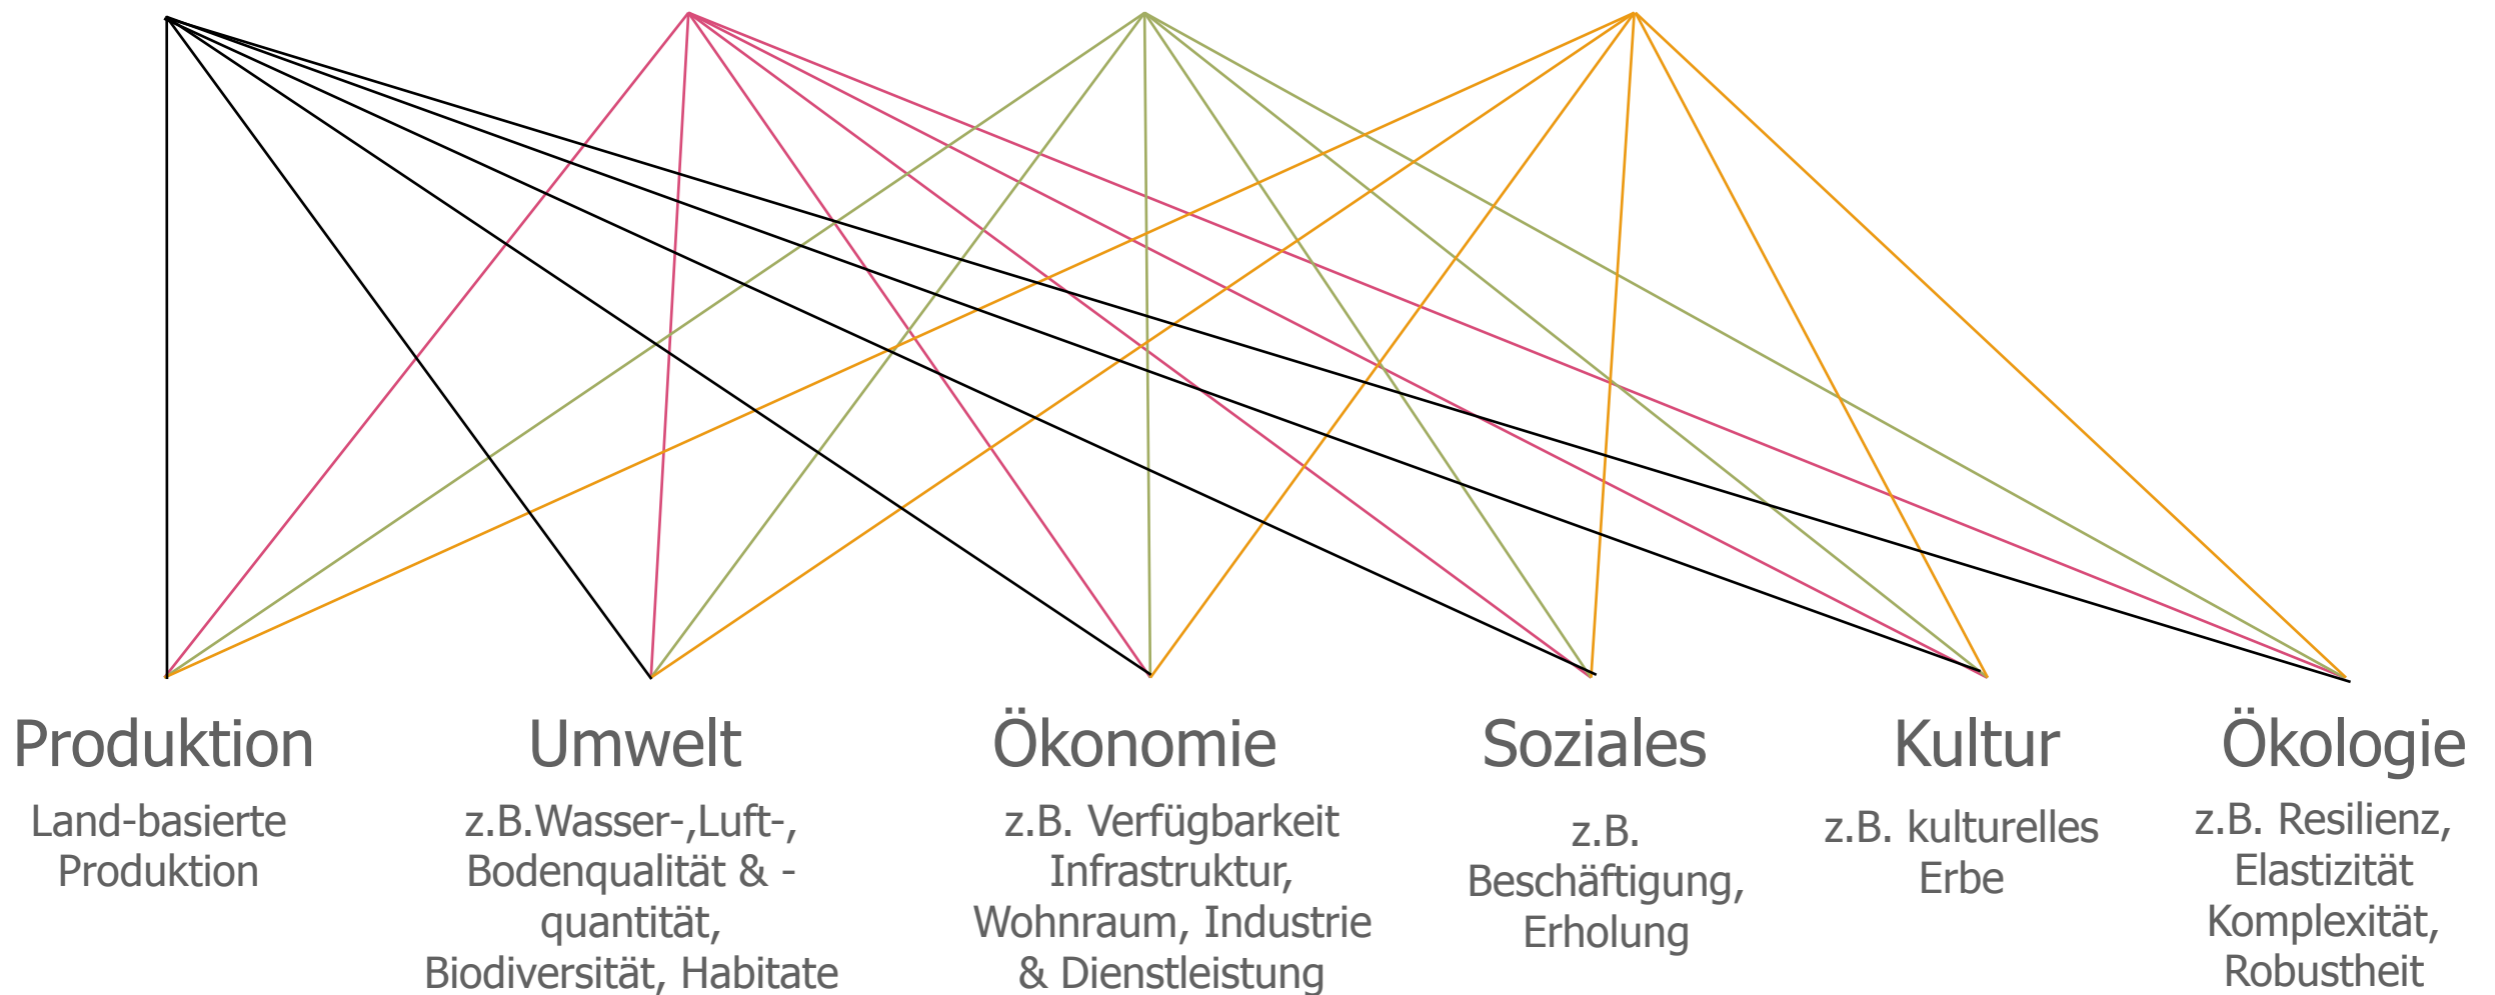 Produktion
Land-basierte
Produktion
Umwelt
z.B.Wasser-,Luft-,
Bodenqualität & -
quantität,
Biodiversität, Habitate
Ökonomie
z.B. Verfügbarkeit
Infrastruktur,
Wohnraum, Industrie
& Dienstleistung
Soziales
z.B.
Beschäftigung,
Erholung
Kultur
z.B. kulturelles
Erbe
Ökologie
z.B. Resilienz,
Elastizität
Komplexität,
Robustheit